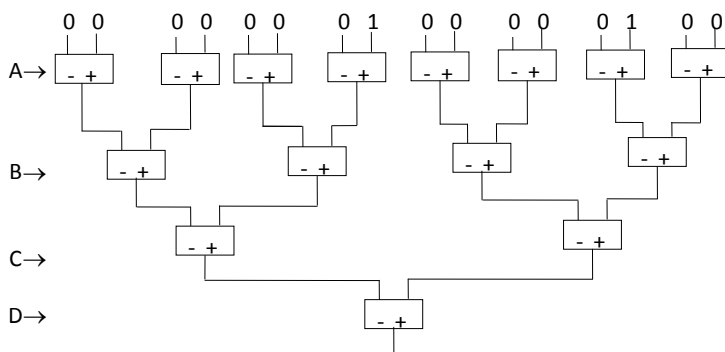 0 0 0 0 0 0 0 1 0 0 0 0 0 1 0 0
A→ - + - + - + - + - + - + - + - +
B→ - + - + - + - +
C→ - + - +
D→ - +